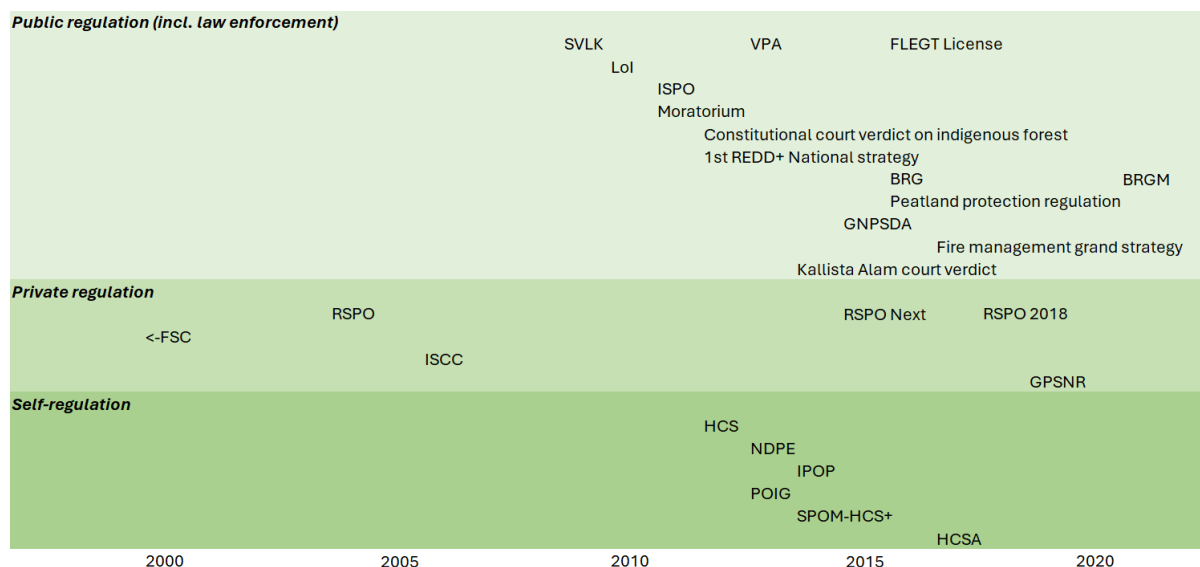 Public regulation (incl. law enforcement)
SVLK VPA FLEGT License
LoI
ISPO
Moratorium
Constitutional court verdict on indigenous forest
1st REDD+ National strategy
BRG BRGM
Peatland protection regulation
GNPSDA
Fire management grand strategy
Kallista Alam court verdict
Private regulation
RSPO RSPO Next RSPO 2018
<-FSC
ISCC
GPSNR
Self-regulation
HCS
NDPE
IPOP
POIG
SPOM-HCS+
HCSA
2000 2005 2010 2015 2020